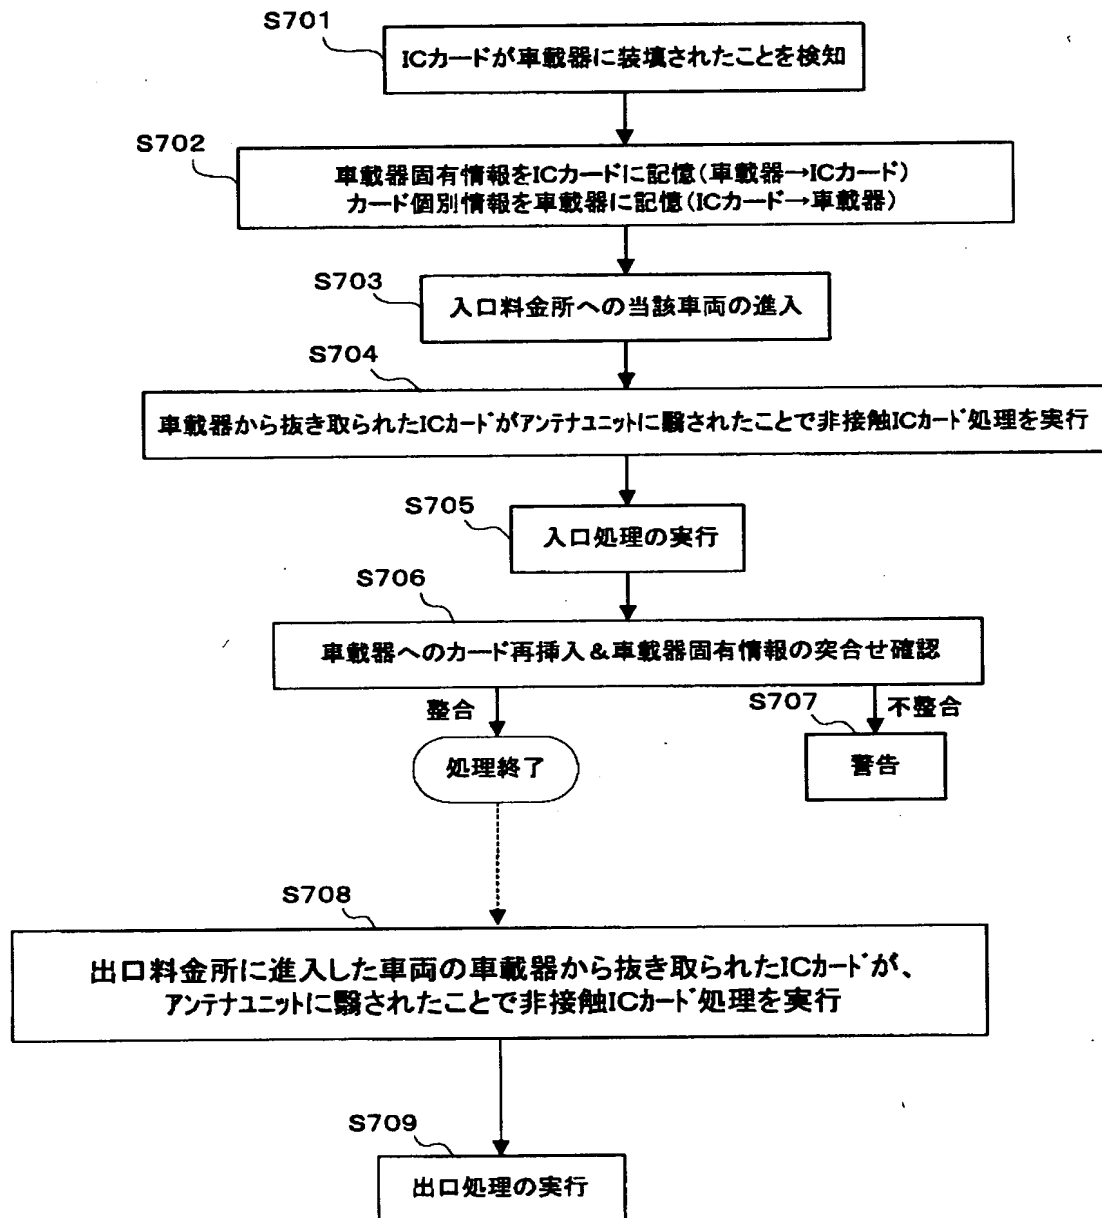 S701
ICカードが車載器に装填されたことを検知
S702
車載器固有情報をICカードに記憶(車載器→ICカード)
カード個別情報を車載器に記憶(ICカード→車載器)
S703
入口料金所への当該車両の進入
S704
車載器から抜き取られたICカードがアンテナユニットに翳されたことで非接触ICカード処理を実行
S705
入口処理の実行
S706
車載器へのカード再挿入&車載器固有情報の突合せ確認
整合
S707
不整合
処理終了
警告
S708
出口料金所に進入した車両の車載器から抜き取られたICカードが、
アンテナユニットに翳されたことで非接触ICカード処理を実行
S709
出口処理の実行